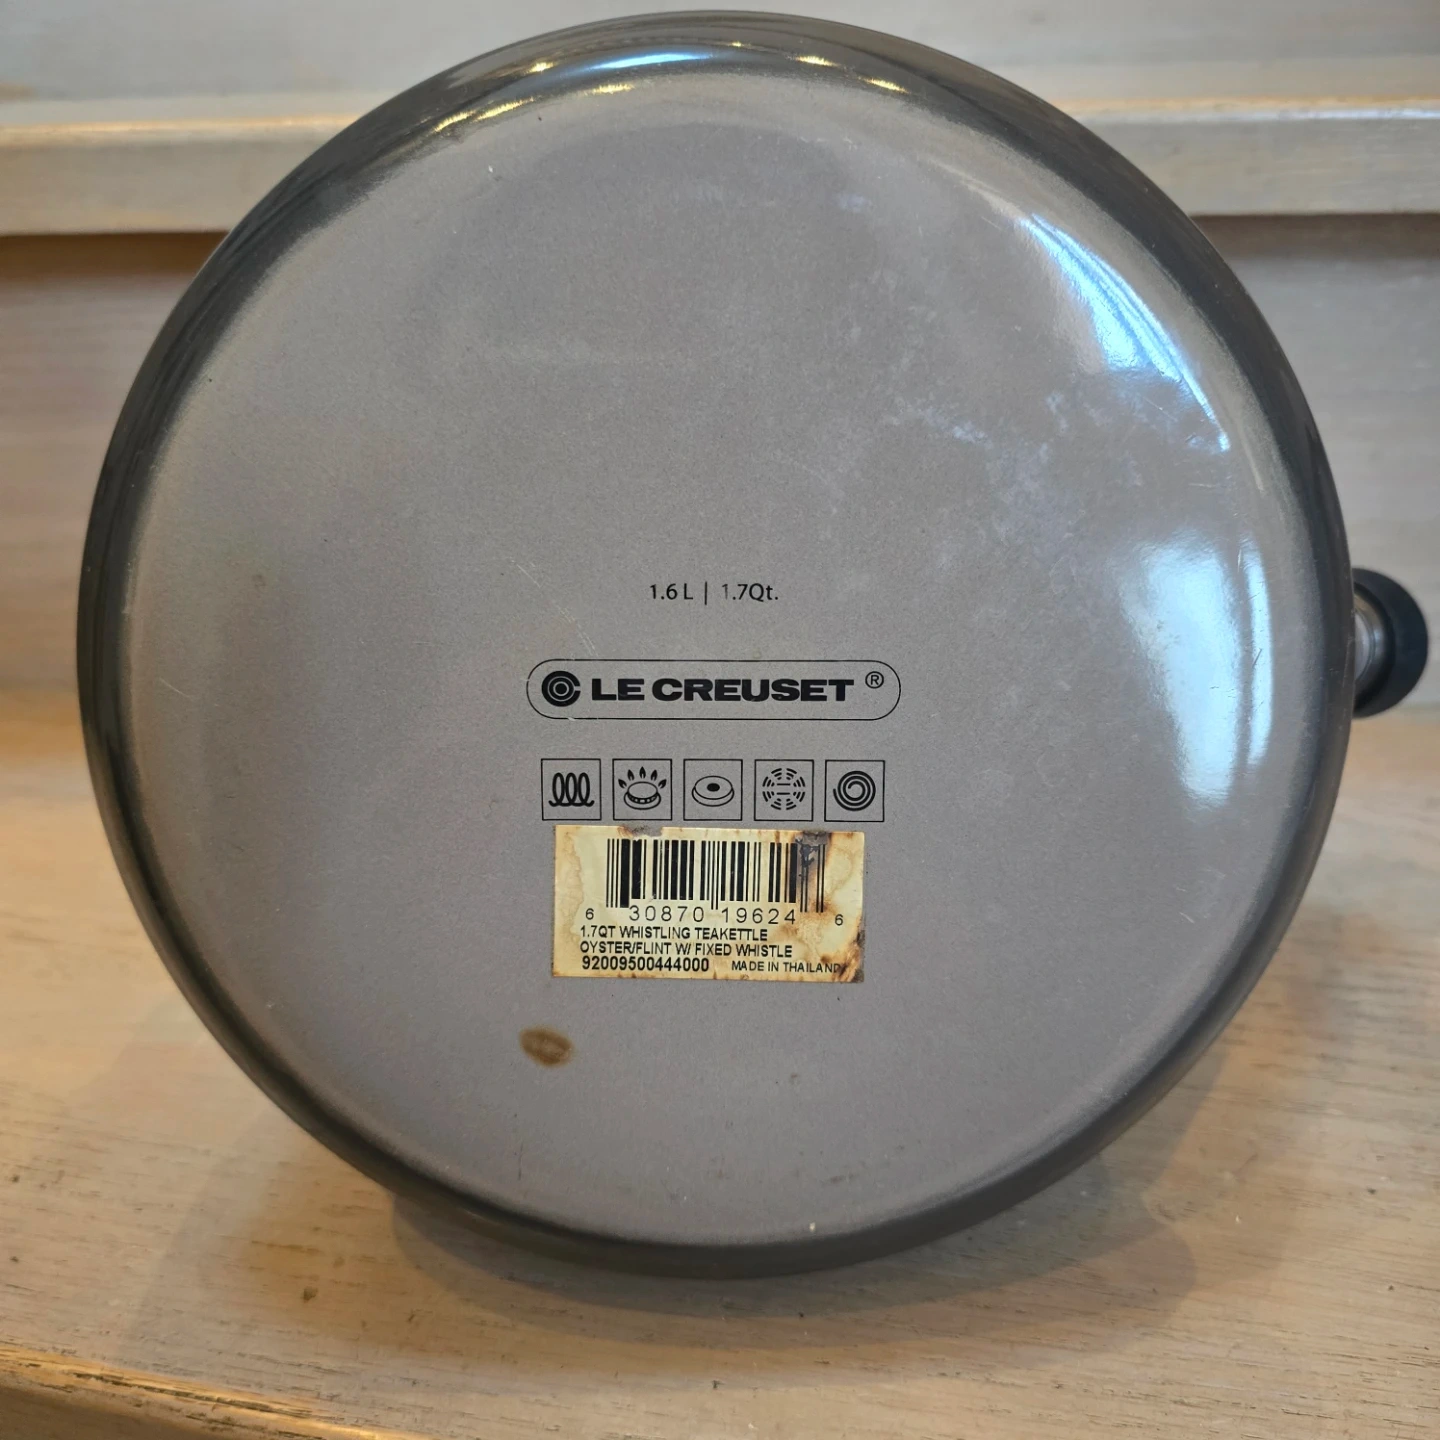 1.6 L | 1.7Qt.
LE CREUSET ®
6 30870 19624 6
1.7QT WHISTLING TEAKETTLE
OYSTER/FLINT W/ FIXED WHISTLE
92009500444000 MADE IN THAILAND